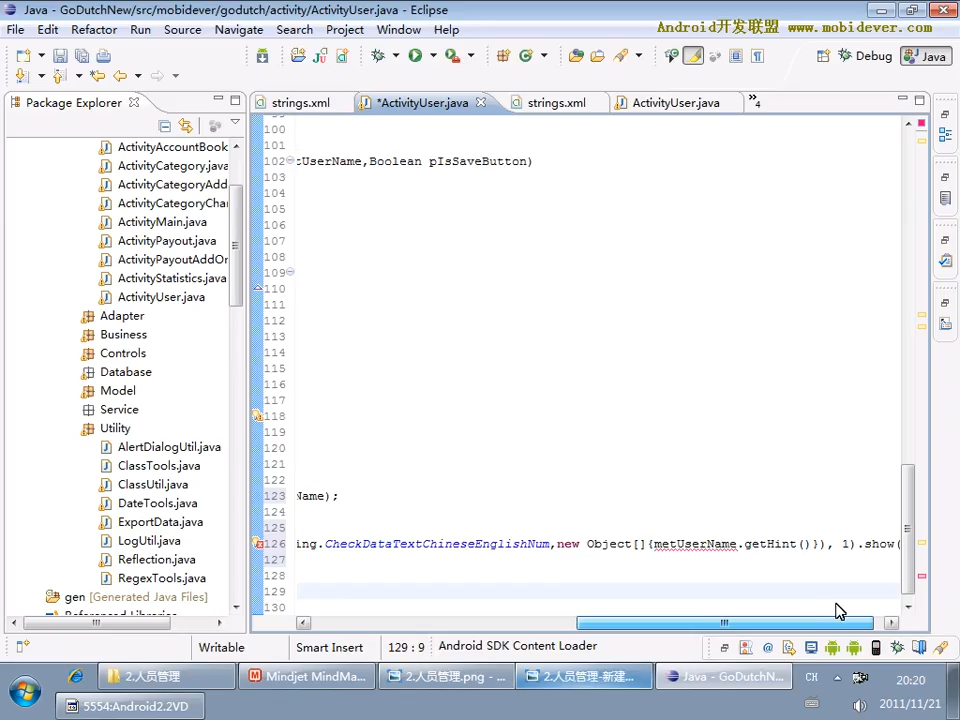 Java - GoDutchNew/src/mobidever/godutch/activity/ActivityUser.java - Eclipse
File Edit Refactor Run Source Navigate Search Project Window Help
Android开发联盟 www.mobidever.com
Debug Java
Package Explorer
strings.xml
*ActivityUser.java
strings.xml
ActivityUser.java
»4
ActivityAccountBook
ActivityCategory.java
ActivityCategoryAdd
ActivityCategoryCha
ActivityMain.java
ActivityPayout.java
ActivityPayoutAddOr
ActivityStatistics.java
ActivityUser.java
Adapter
Business
Controls
Database
Model
Service
Utility
AlertDialogUtil.java
ClassTools.java
ClassUtil.java
DateTools.java
ExportData.java
LogUtil.java
Reflection.java
RegexTools.java
gen [Generated Java Files]
Referenced Libraries
99
100
101
102 tUserName,Boolean pIsSaveButton)
103
104
105
106
107
108
109
110
111
112
113
114
115
116
117
118
119
120
121
122
123 Name);
124
125
126 ing.CheckDataTextChineseEnglishNum,new Object[]{metUserName.getHint()}), 1).show(
127
128
129
130
Writable Smart Insert 129 : 9 Android SDK Content Loader
2.人员管理
Mindjet MindMa...
2.人员管理.png - ...
2.人员管理-新建...
Java - GoDutchN...
CH
20:20
5554:Android2.2VD
2011/11/21